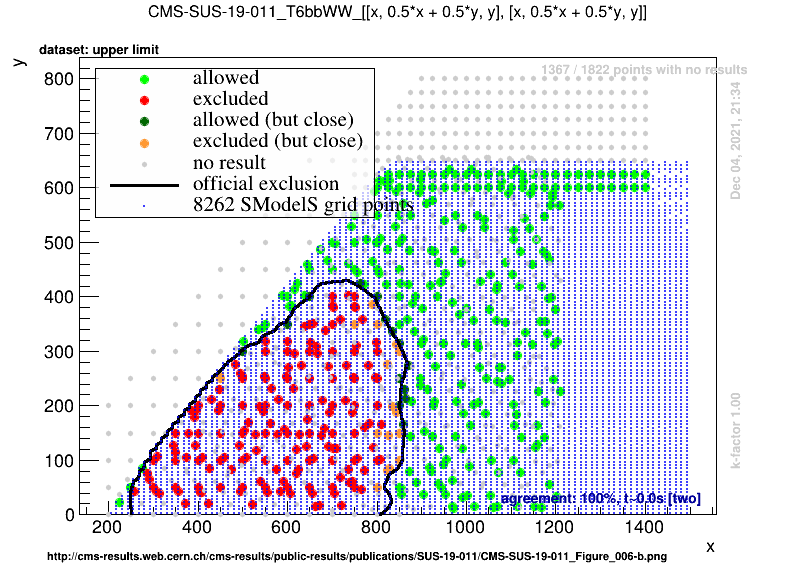 CMS-SUS-19-011_T6bbWW_[[x, 0.5*x + 0.5*y, y], [x, 0.5*x + 0.5*y, y]]
dataset: upper limit
y
1367 / 1822 points with no results
allowed
excluded
allowed (but close)
excluded (but close)
no result
official exclusion
8262 SModelS grid points
Dec 04, 2021, 21:34
k-factor 1.00
800
700
600
500
400
300
200
100
0
agreement: 100%, t~0.0s [two]
200 400 600 800 1000 1200 1400
x
http://cms-results.web.cern.ch/cms-results/public-results/publications/SUS-19-011/CMS-SUS-19-011_Figure_006-b.png